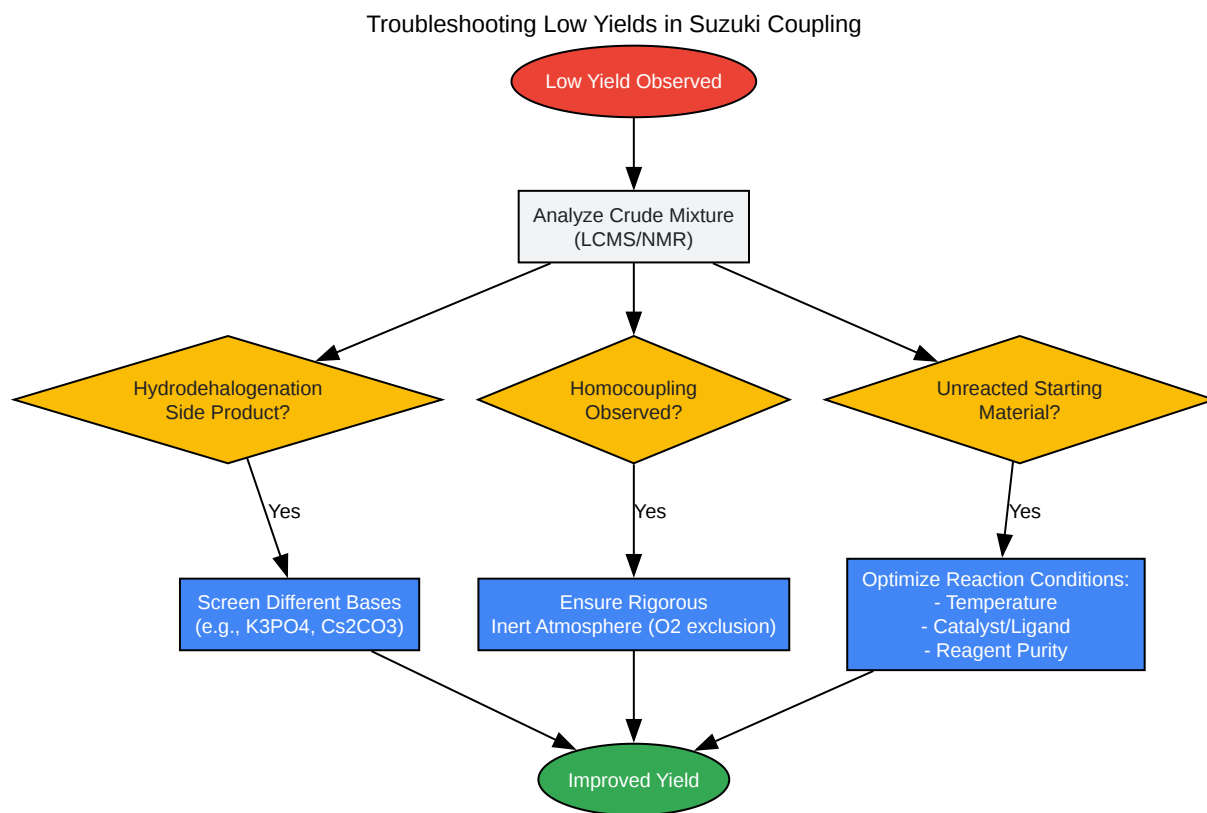 Troubleshooting Low Yields in Suzuki Coupling
Low Yield Observed
Analyze Crude Mixture
(LCMS/NMR)
Hydrodehalogenation
Side Product?
Homocoupling
Observed?
Unreacted Starting
Material?
Yes
Yes
Yes
Screen Different Bases
(e.g., K3PO4, Cs2CO3)
Ensure Rigorous
Inert Atmosphere (O2 exclusion)
Optimize Reaction Conditions:
- Temperature
- Catalyst/Ligand
- Reagent Purity
Improved Yield